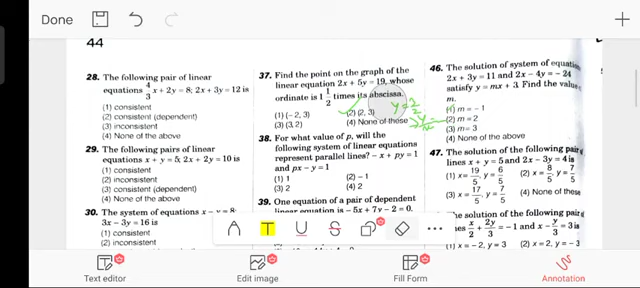 Done
44
28. The following pair of linear
equations 4/3 x + 2y = 8; 2x + 3y = 12 is
(1) consistent
(2) consistent (dependent)
(3) inconsistent
(4) None of the above
29. The following pairs of linear
equations x + y = 5; 2x + 2y = 10 is
(1) consistent
(2) inconsistent
(3) consistent (dependent)
(4) None of the above
30. The system of equations x – y = 8;
3x – 3y = 16 is
(1) consistent
(2) inconsistent
37. Find the point on the graph of the
linear equation 2x + 5y = 19, whose
ordinate is 1 1/2 times its abscissa.
(1) (– 2, 3) (2) (2, 3)
(3) (3, 2) (4) None of these
38. For what value of p, will the
following system of linear equations
represent parallel lines? – x + py = 1
and px – y = 1
(1) 1 (2) –1
(3) 2 (4) 2
39. One equation of a pair of dependent
linear equation is – 5x + 7y – 2 = 0.
46. The solution of system of equation
2x + 3y = 11 and 2x – 4y = – 24
satisfy y = mx + 3. Find the value
m.
(1) m = – 1
(2) m = 2
(3) m = 3
(4) None of the above
47. The solution of the following pair
lines x + y = 5 and 2x – 3y = 4 is
(1) x = 19/5, y = 6/5 (2) x = 8/5, y = 7/5
(3) x = 17/5, y = 7/5 (4) None of these
he solution of the following pair
nes x/2 + 2y/3 = –1 and x – y/3 = 3 is
(1) x = – 2, y = 3 (2) x = 2, y = – 3
A T U S
Text editor
Edit image
Fill Form
Annotation